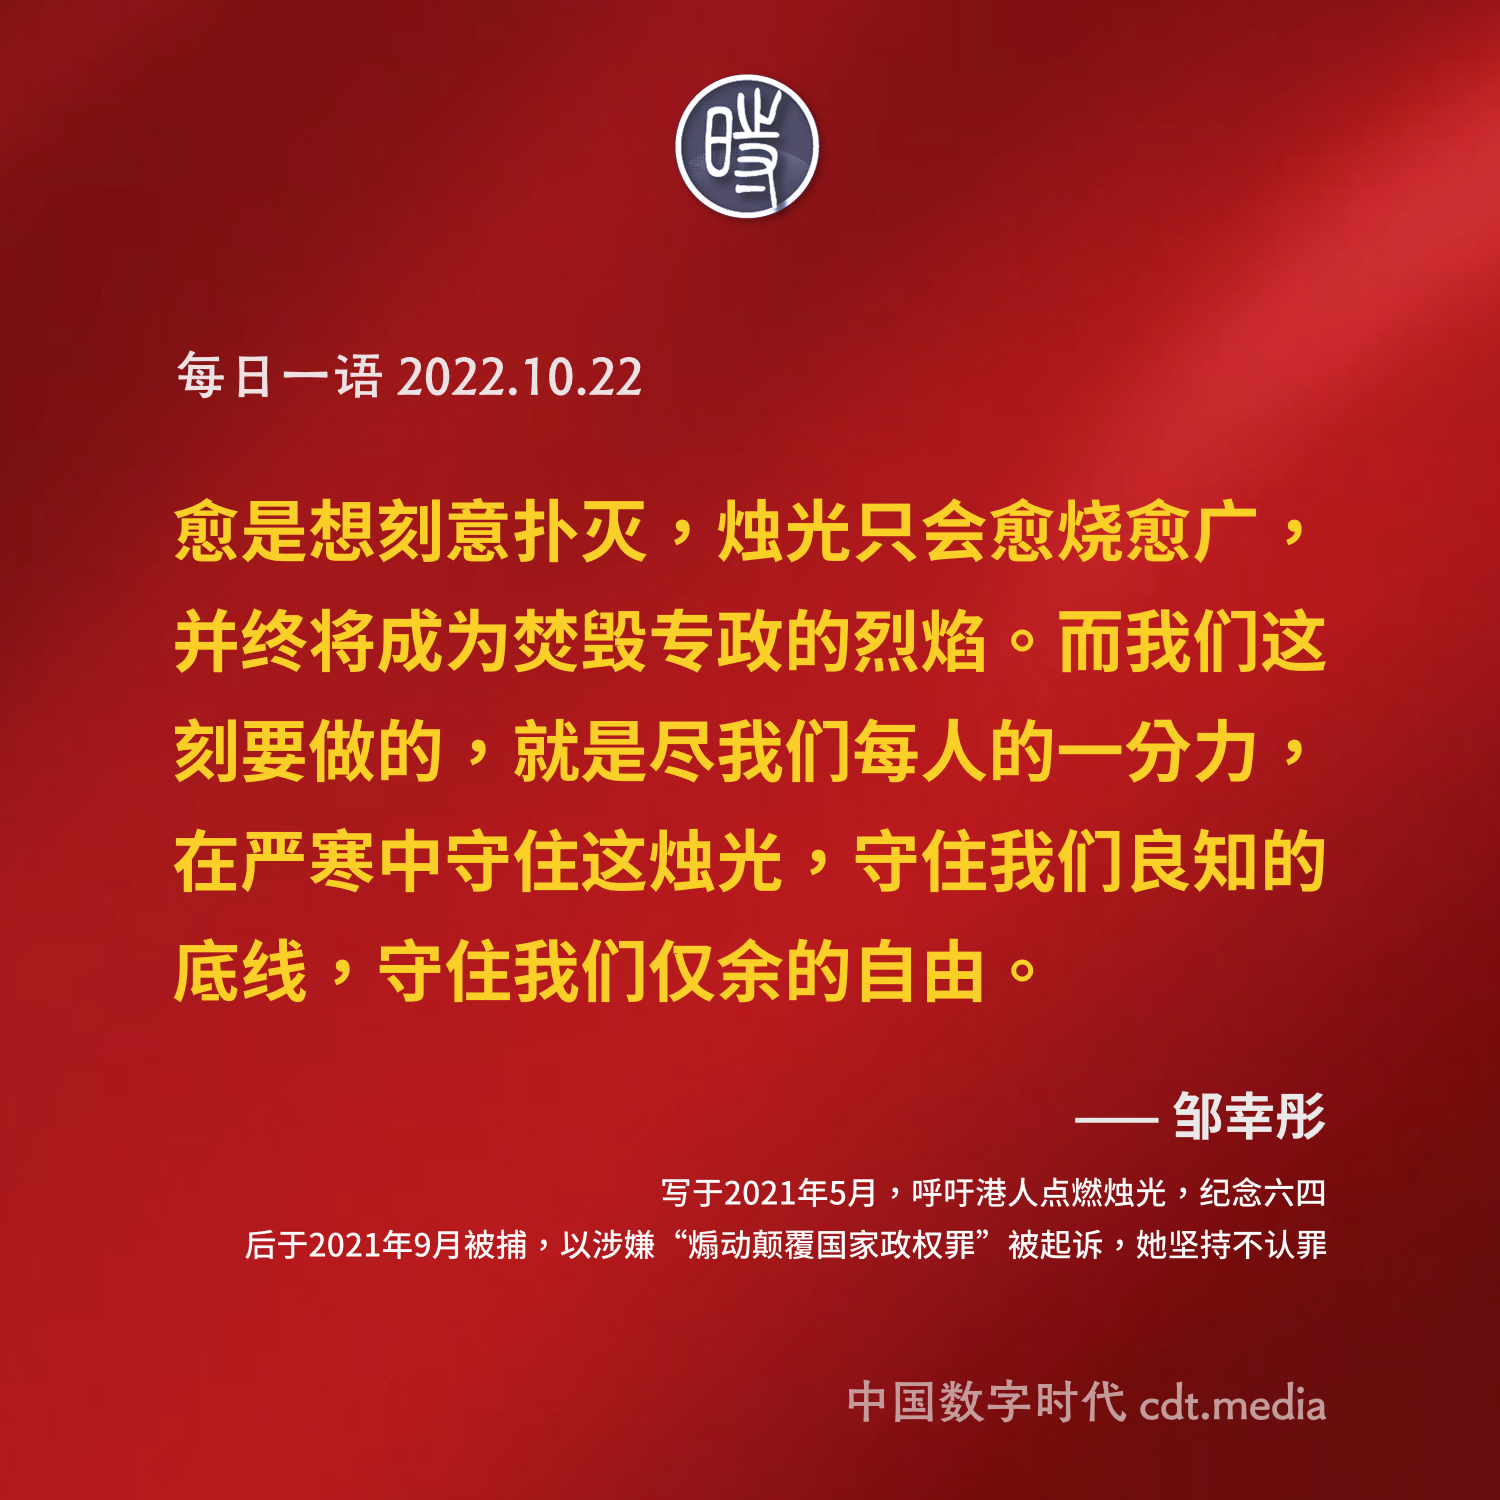 時
每日一语 2022.10.22
愈是想刻意扑灭，烛光只会愈烧愈广，
并终将成为焚毁专政的烈焰。而我们这
刻要做的，就是尽我们每人的一分力，
在严寒中守住这烛光，守住我们良知的
底线，守住我们仅余的自由。
—— 邹幸彤
写于2021年5月，呼吁港人点燃烛光，纪念六四
后于2021年9月被捕，以涉嫌“煽动颠覆国家政权罪”被起诉，她坚持不认罪
中国数字时代 cdt.media